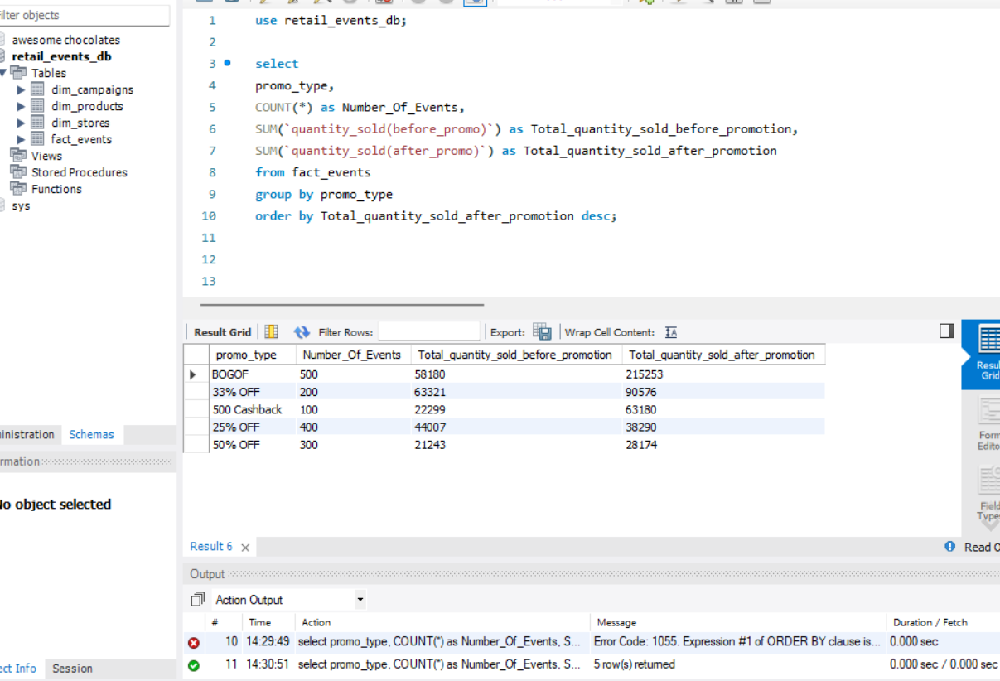 filter objects
awesome chocolates
retail_events_db
Tables
dim_campaigns
dim_products
dim_stores
fact_events
Views
Stored Procedures
Functions
sys
1 use retail_events_db;
2
3 select
4 promo_type,
5 COUNT(*) as Number_Of_Events,
6 SUM(`quantity_sold(before_promo)`) as Total_quantity_sold_before_promotion,
7 SUM(`quantity_sold(after_promo)`) as Total_quantity_sold_after_promotion
8 from fact_events
9 group by promo_type
10 order by Total_quantity_sold_after_promotion desc;
11
12
13
Result Grid Filter Rows: Export: Wrap Cell Content: IA
promo_type Number_Of_Events Total_quantity_sold_before_promotion Total_quantity_sold_after_promotion
BOGOF 500 58180 215253
33% OFF 200 63321 90576
500 Cashback 100 22299 63180
25% OFF 400 44007 38290
50% OFF 300 21243 28174
Resul
Grid
Form
Edito
Field
Types
inistration Schemas
rmation
No object selected
Result 6
Read O
Output
Action Output
# Time Action Message Duration / Fetch
10 14:29:49 select promo_type, COUNT(*) as Number_Of_Events, S... Error Code: 1055. Expression #1 of ORDER BY clause is... 0.000 sec
11 14:30:51 select promo_type, COUNT(*) as Number_Of_Events, S... 5 row(s) returned 0.000 sec / 0.000 sec
ect Info Session